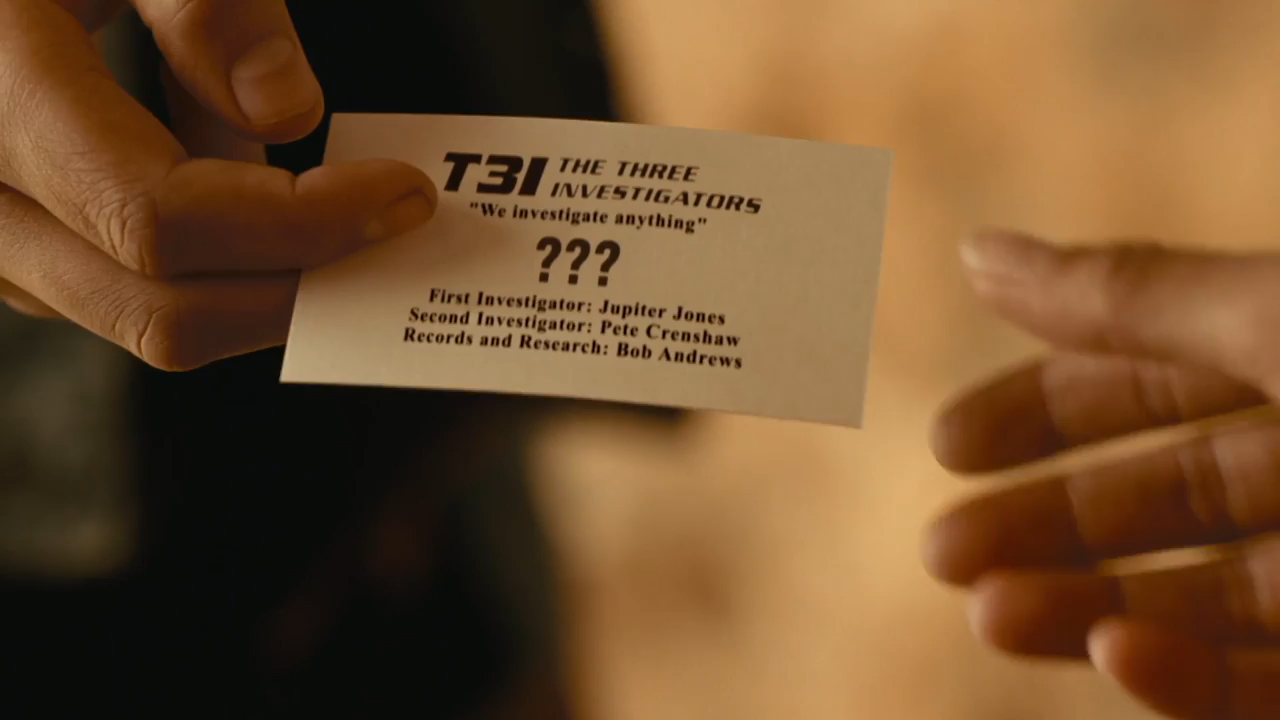 T3I THE THREE
INVESTIGATORS
"We investigate anything"
???
First Investigator: Jupiter Jones
Second Investigator: Pete Crenshaw
Records and Research: Bob Andrews